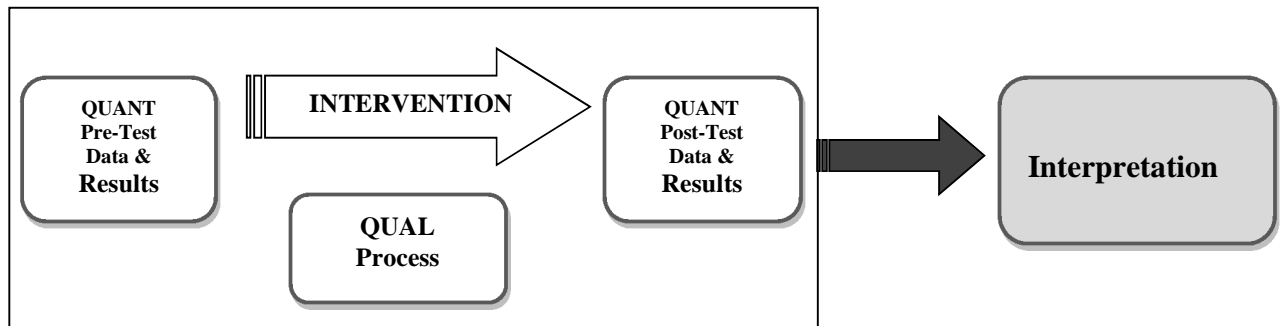 QUANT
Pre-Test
Data &
Results
INTERVENTION
QUAL
Process
QUANT
Post-Test
Data &
Results
Interpretation